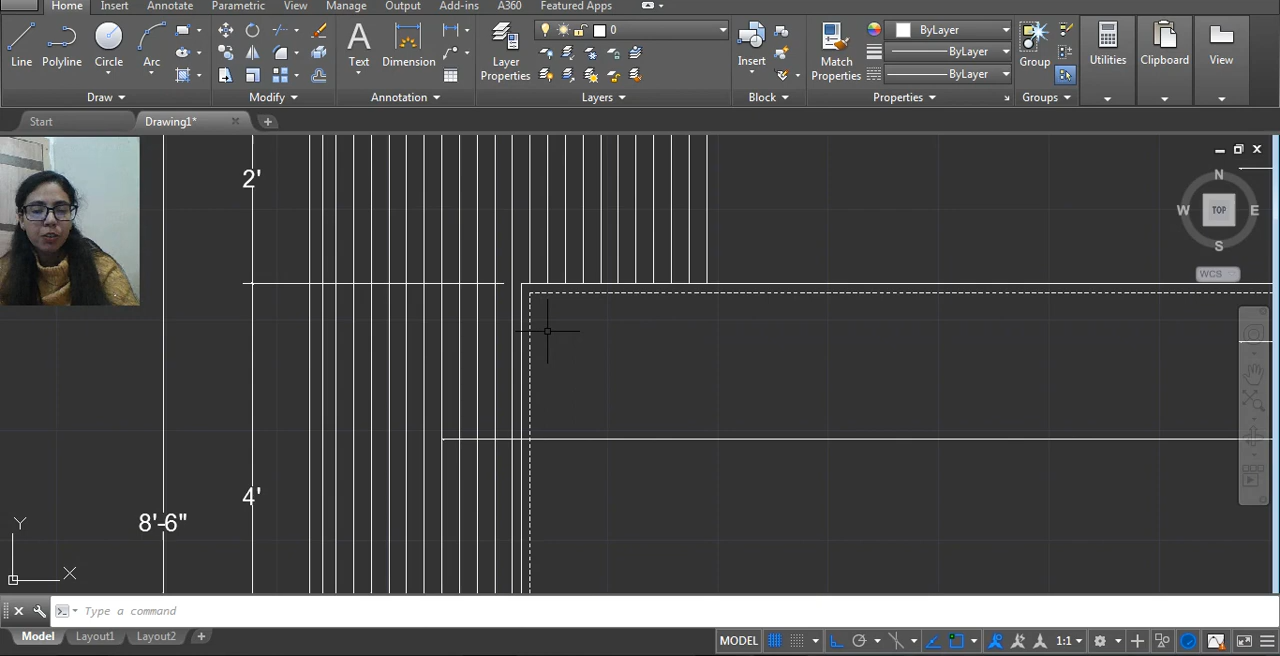 Home Insert Annotate Parametric View Manage Output Add-ins A360 Featured Apps
Line Polyline Circle Arc
Text Dimension
Layer Properties
0
Insert
Match Properties
ByLayer
ByLayer
ByLayer
Group
Utilities
Clipboard
View
Draw Modify Annotation Layers Block Properties Groups
Start Drawing1* +
2'
4'
8'-6"
N
W TOP E
S
WCS
Y
X
Type a command
Model Layout1 Layout2 +
MODEL 1:1